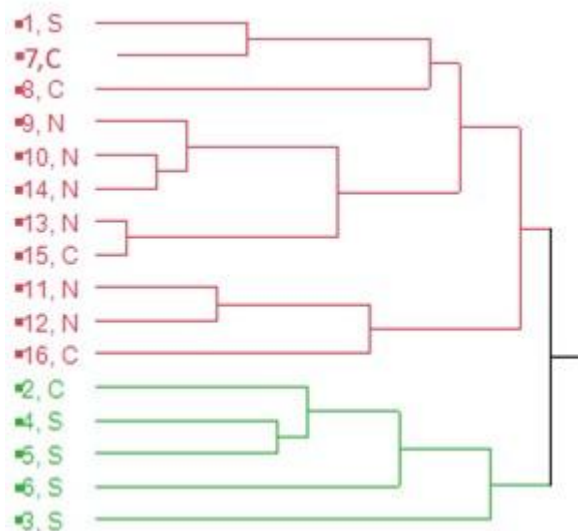 1, S
7,C
8, C
9, N
10, N
14, N
13, N
15, C
11, N
12, N
16, C
2, C
4, S
5, S
6, S
3, S